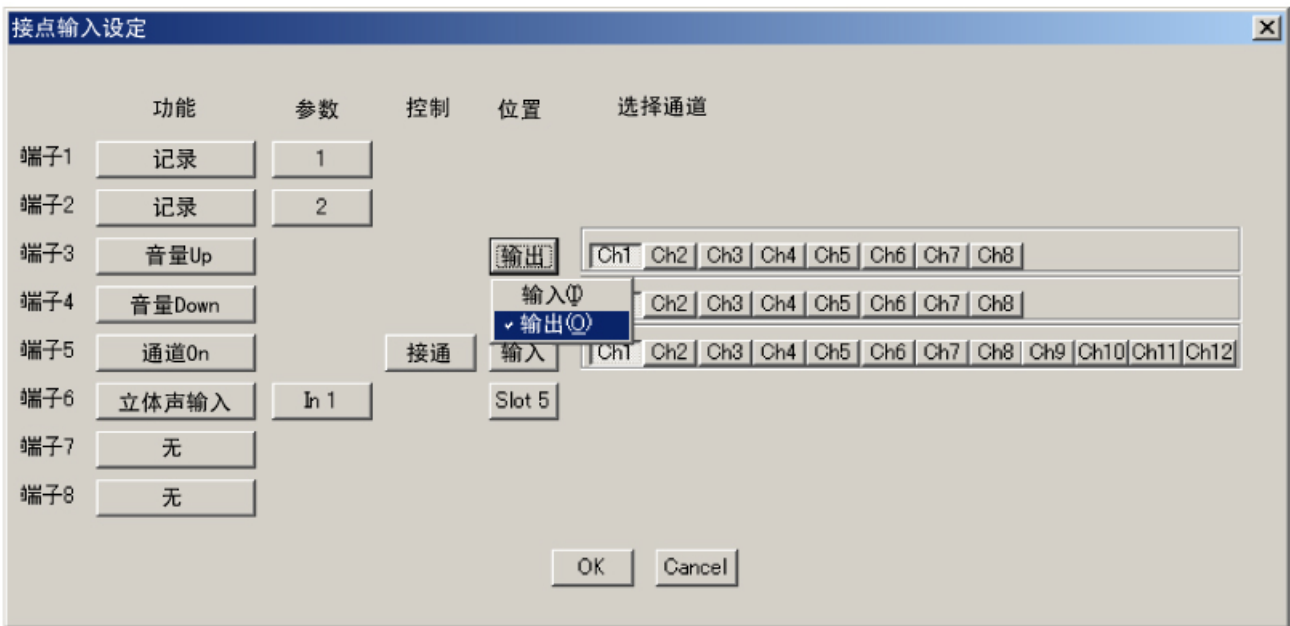 接点输入设定
功能 参数 控制 位置 选择通道
端子1 记录 1
端子2 记录 2
端子3 音量Up 输出 Ch1 Ch2 Ch3 Ch4 Ch5 Ch6 Ch7 Ch8
输入(I)
端子4 音量Down Ch2 Ch3 Ch4 Ch5 Ch6 Ch7 Ch8
✓输出(O)
端子5 通道On 接通 输入 Ch1 Ch2 Ch3 Ch4 Ch5 Ch6 Ch7 Ch8 Ch9 Ch10 Ch11 Ch12
端子6 立体声输入 In 1 Slot 5
端子7 无
端子8 无
OK Cancel